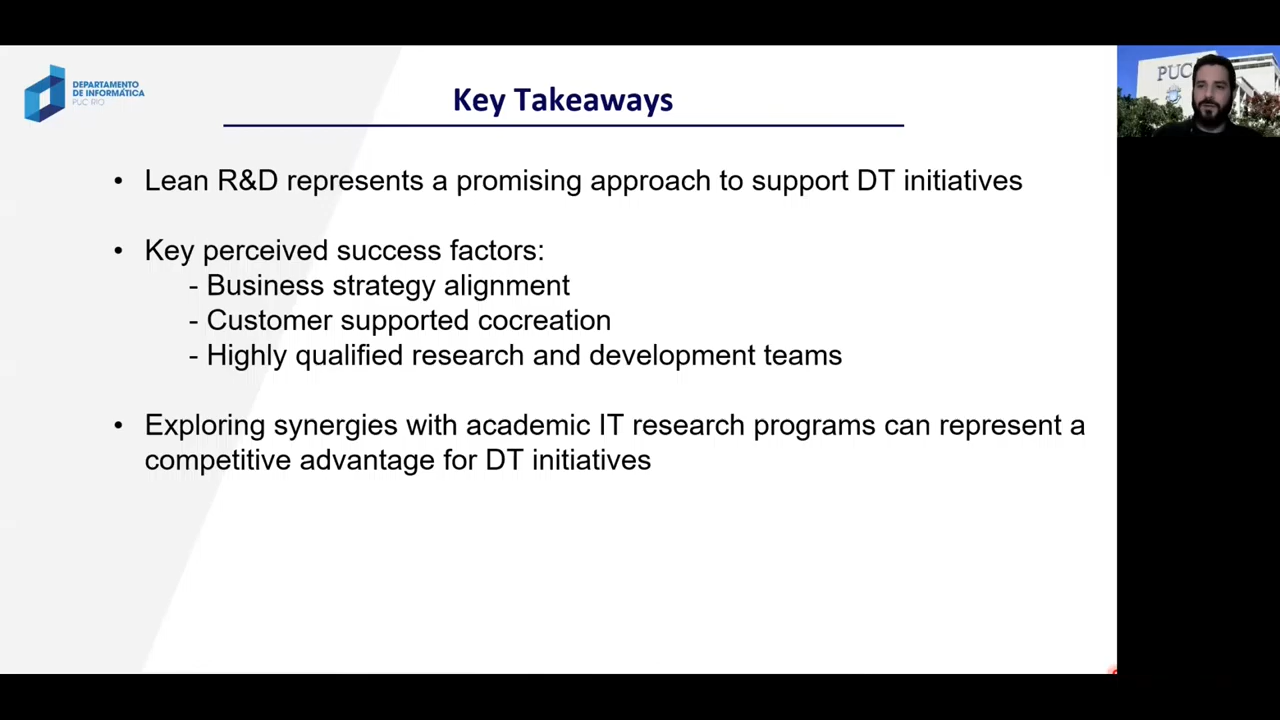 DEPARTAMENTO
DE INFORMÁTICA
PUC RIO
Key Takeaways
PUC
• Lean R&D represents a promising approach to support DT initiatives
• Key perceived success factors:
- Business strategy alignment
- Customer supported cocreation
- Highly qualified research and development teams
• Exploring synergies with academic IT research programs can represent a
competitive advantage for DT initiatives